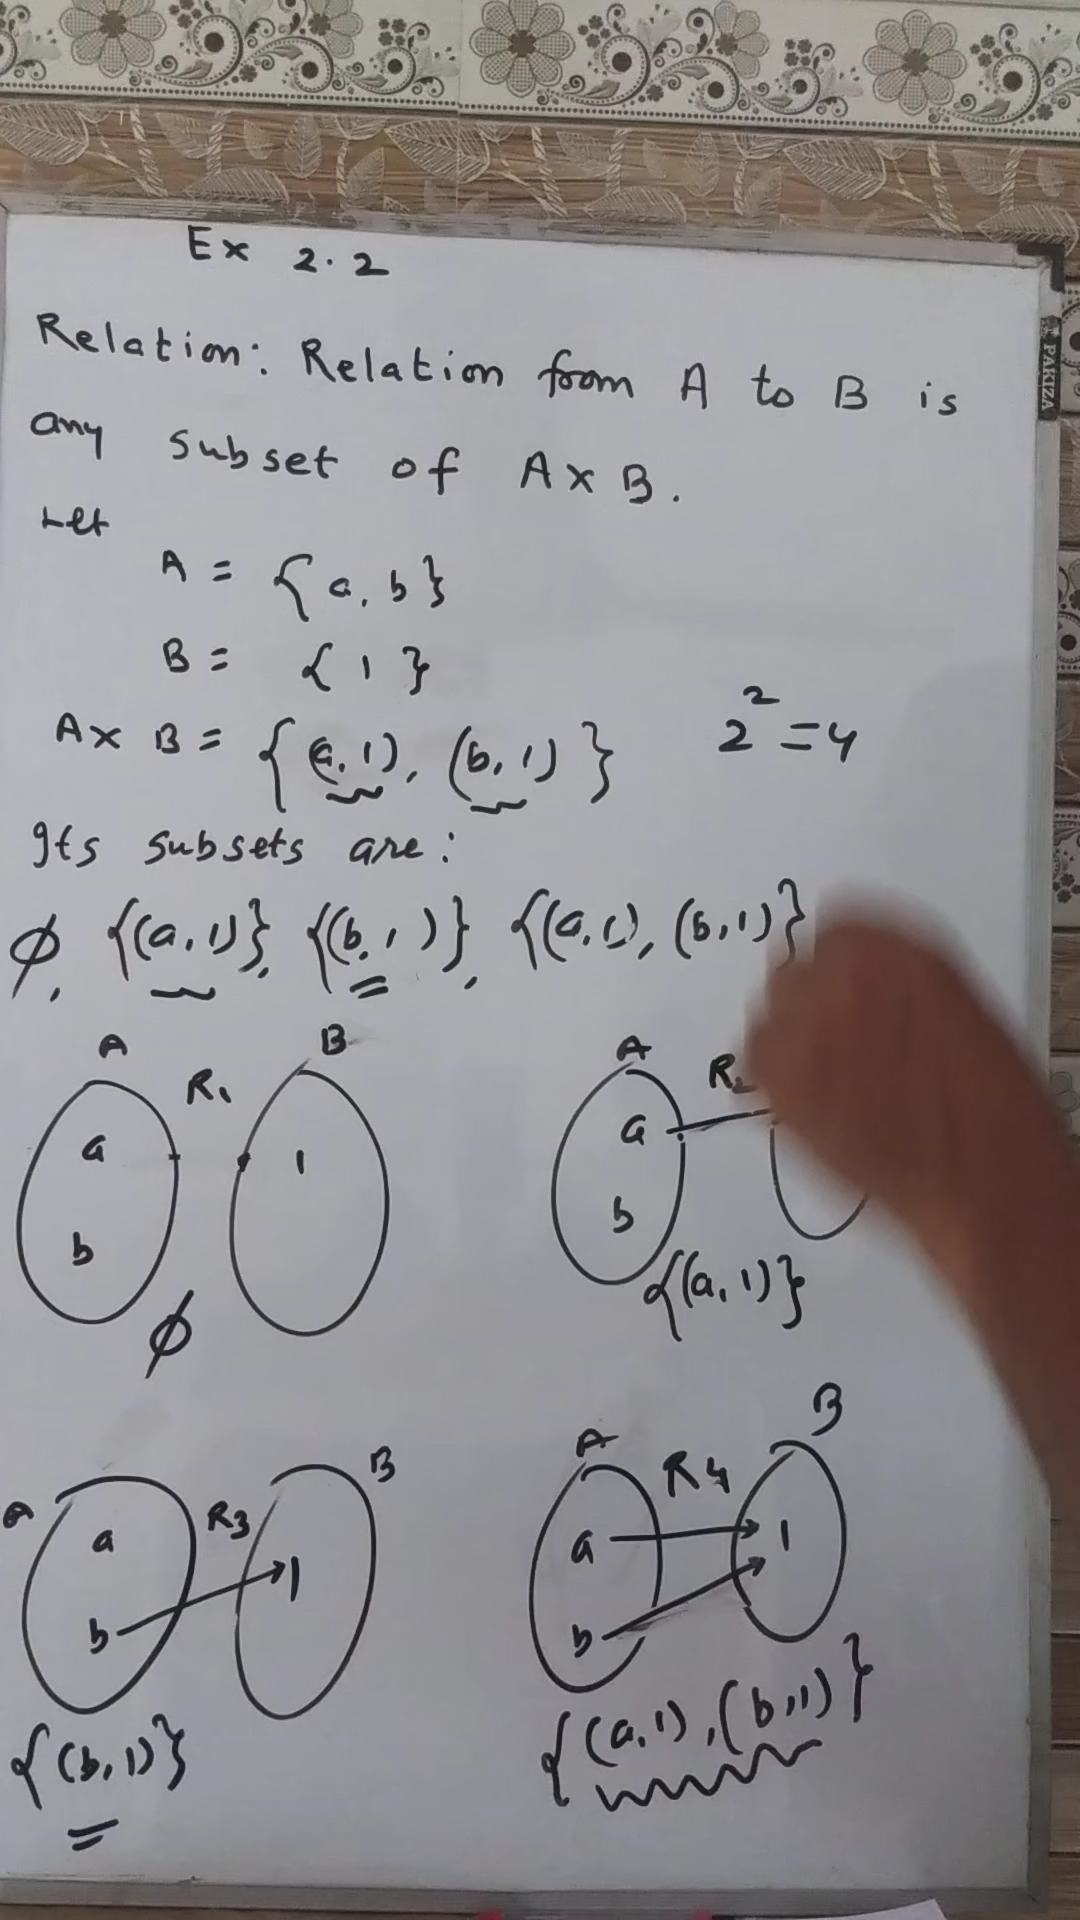 Ex 2.2
Relation: Relation from A to B is
any subset of A x B.
Let
A = {a, b}
B = {1}
A x B = {(a, 1), (b, 1)}
2² = 4
Its subsets are:
φ, {(a, 1)}, {(b, 1)}, {(a, 1), (b, 1)}
A R1 B
a 1
b
φ
A R2
a
b
{(a, 1)}
A R3 B
a
b 1
{(b, 1)}
A R4 B
a 1
b
{(a, 1), (b, 1)}
PAKIZA